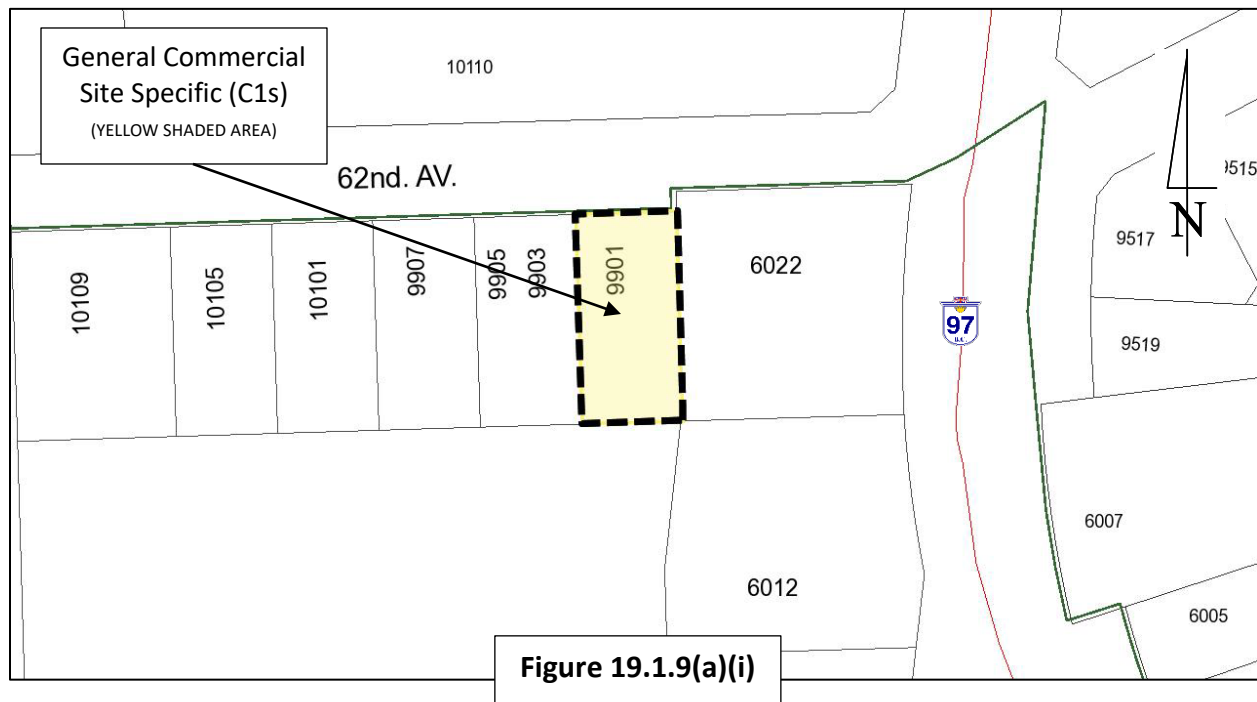 General Commercial
Site Specific (C1s)
(YELLOW SHADED AREA)
10110
62nd. AV.
10109
10105
10101
9907
9905
9903
9901
6022
97
B.C.
9515
9517
N
9519
6007
6012
6005
Figure 19.1.9(a)(i)